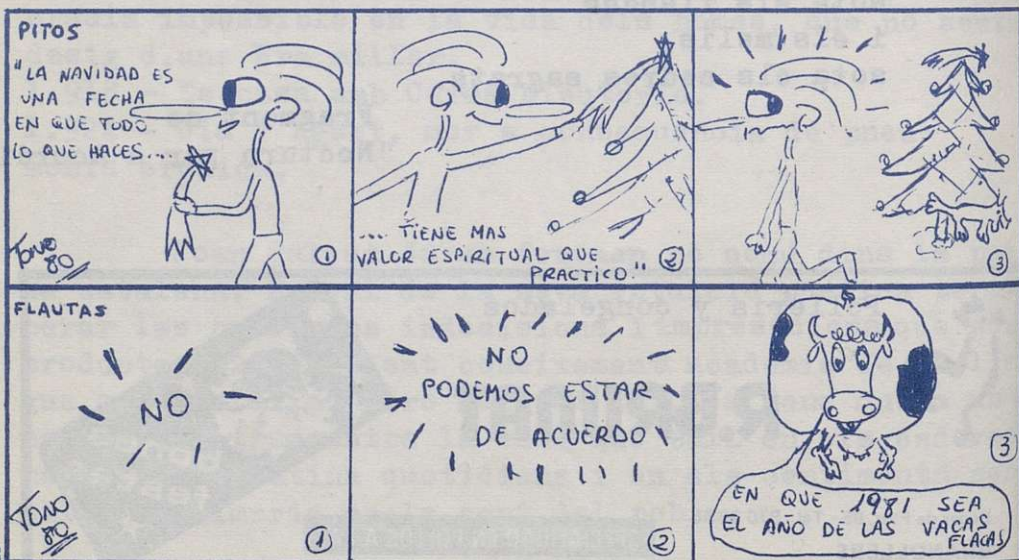 PITOS
"LA NAVIDAD ES
UNA FECHA
EN QUE TODO
LO QUE HACES...
TONO
80
1
... TIENE MAS
VALOR ESPIRITUAL QUE
PRACTICO"
2
3
FLAUTAS
NO
TONO
80
1
NO
PODEMOS ESTAR
DE ACUERDO
2
EN QUE 1981 SEA
EL AÑO DE LAS VACAS
FLACAS
3